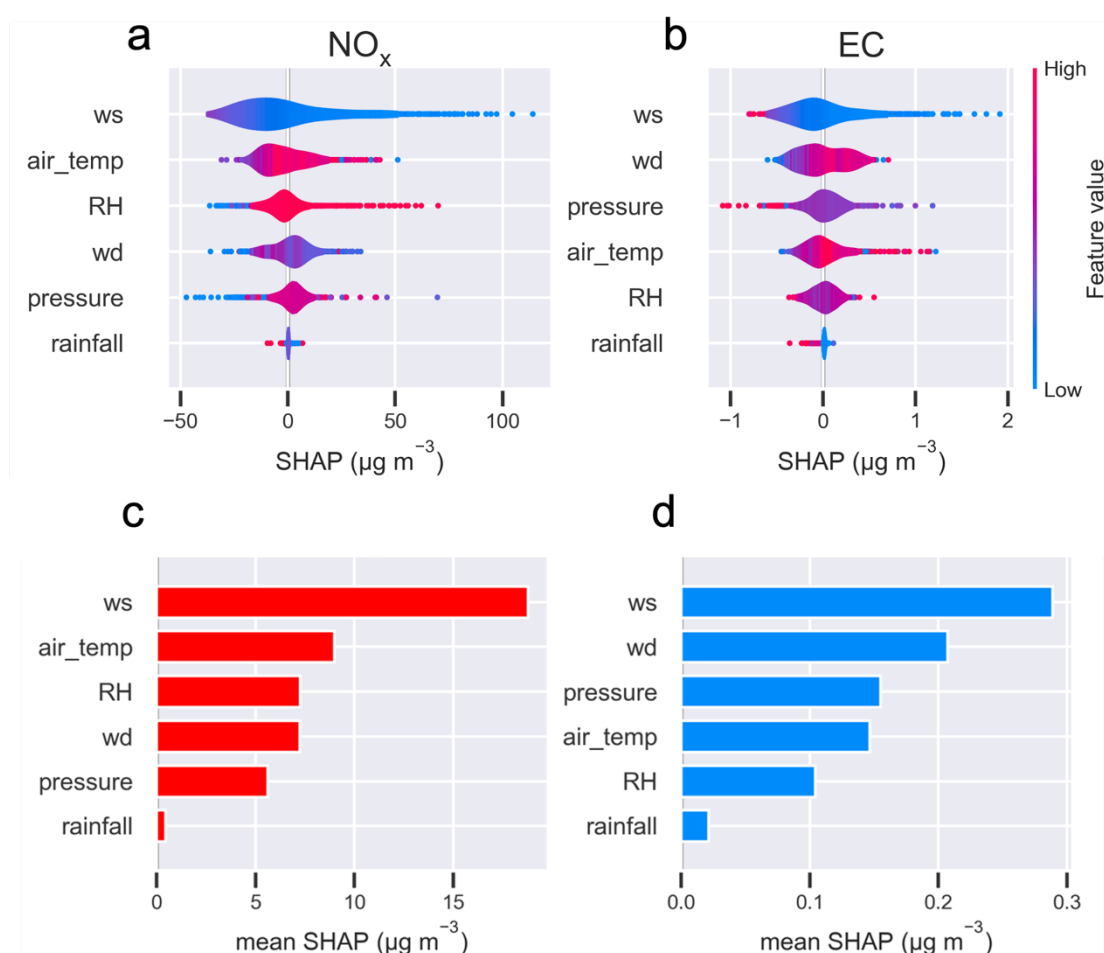 a
NOₓ
ws
air_temp
RH
wd
pressure
rainfall
−50
0
50
100
SHAP (µg m⁻³)
b
EC
ws
wd
pressure
air_temp
RH
rainfall
−1
0
1
2
SHAP (µg m⁻³)
High
Feature value
Low
c
ws
air_temp
RH
wd
pressure
rainfall
0
5
10
15
mean SHAP (µg m⁻³)
d
ws
wd
pressure
air_temp
RH
rainfall
0.0
0.1
0.2
0.3
mean SHAP (µg m⁻³)